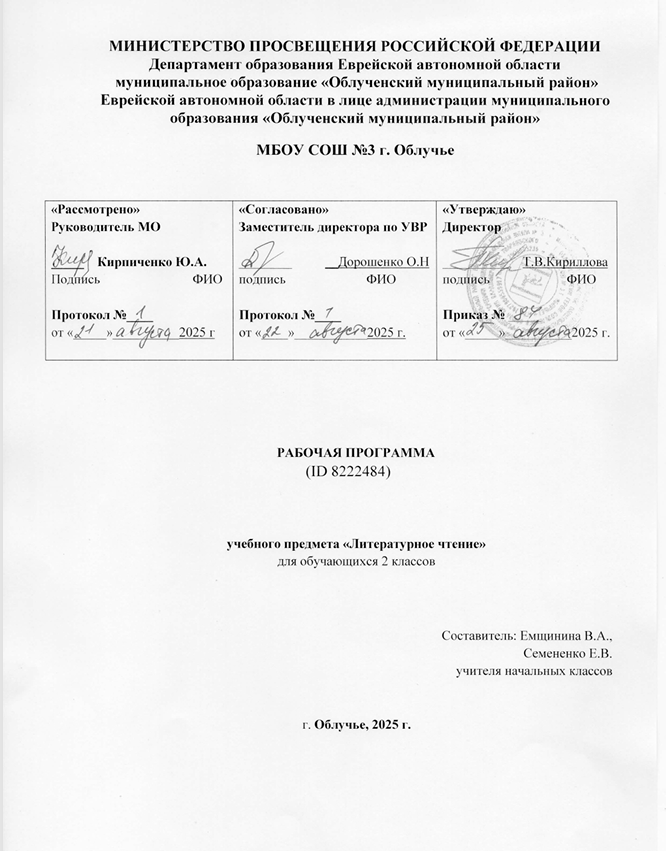 МИНИСТЕРСТВО ПРОСВЕЩЕНИЯ РОССИЙСКОЙ ФЕДЕРАЦИИ
Департамент образования Еврейской автономной области
муниципальное образование «Облученский муниципальный район»
Еврейской автономной области в лице администрации муниципального
образования «Облученский муниципальный район»
МБОУ СОШ №3 г. Облучье
«Рассмотрено»
Руководитель МО
Кирпиченко Ю.А.
Подпись ФИО
Протокол № 1
от «21» августа 2025 г
«Согласовано»
Заместитель директора по УВР
Дорошенко О.Н
подпись ФИО
Протокол № 1
от «22» августа 2025 г.
«Утверждаю»
Директор
Т.В.Кириллова
подпись ФИО
Приказ № 84
от «25» августа 2025 г.
РАБОЧАЯ ПРОГРАММА
(ID 8222484)
учебного предмета «Литературное чтение»
для обучающихся 2 классов
Составитель: Емщинина В.А.,
Семененко Е.В.
учителя начальных классов
г. Облучье, 2025 г.